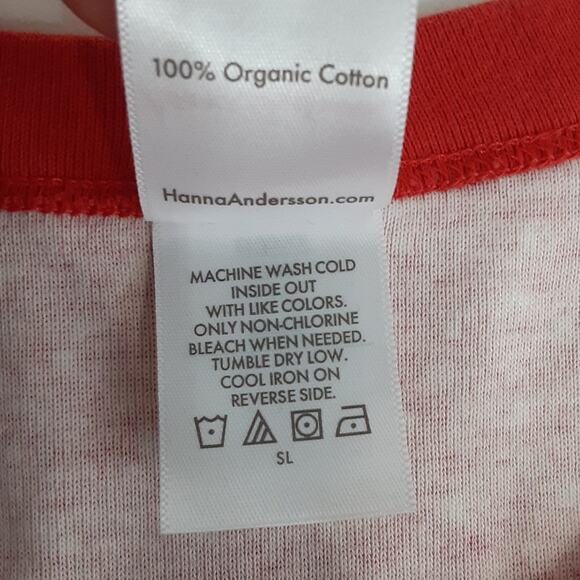 100% Organic Cotton
HannaAndersson.com
MACHINE WASH COLD
INSIDE OUT
WITH LIKE COLORS.
ONLY NON-CHLORINE
BLEACH WHEN NEEDED.
TUMBLE DRY LOW.
COOL IRON ON
REVERSE SIDE.
SL